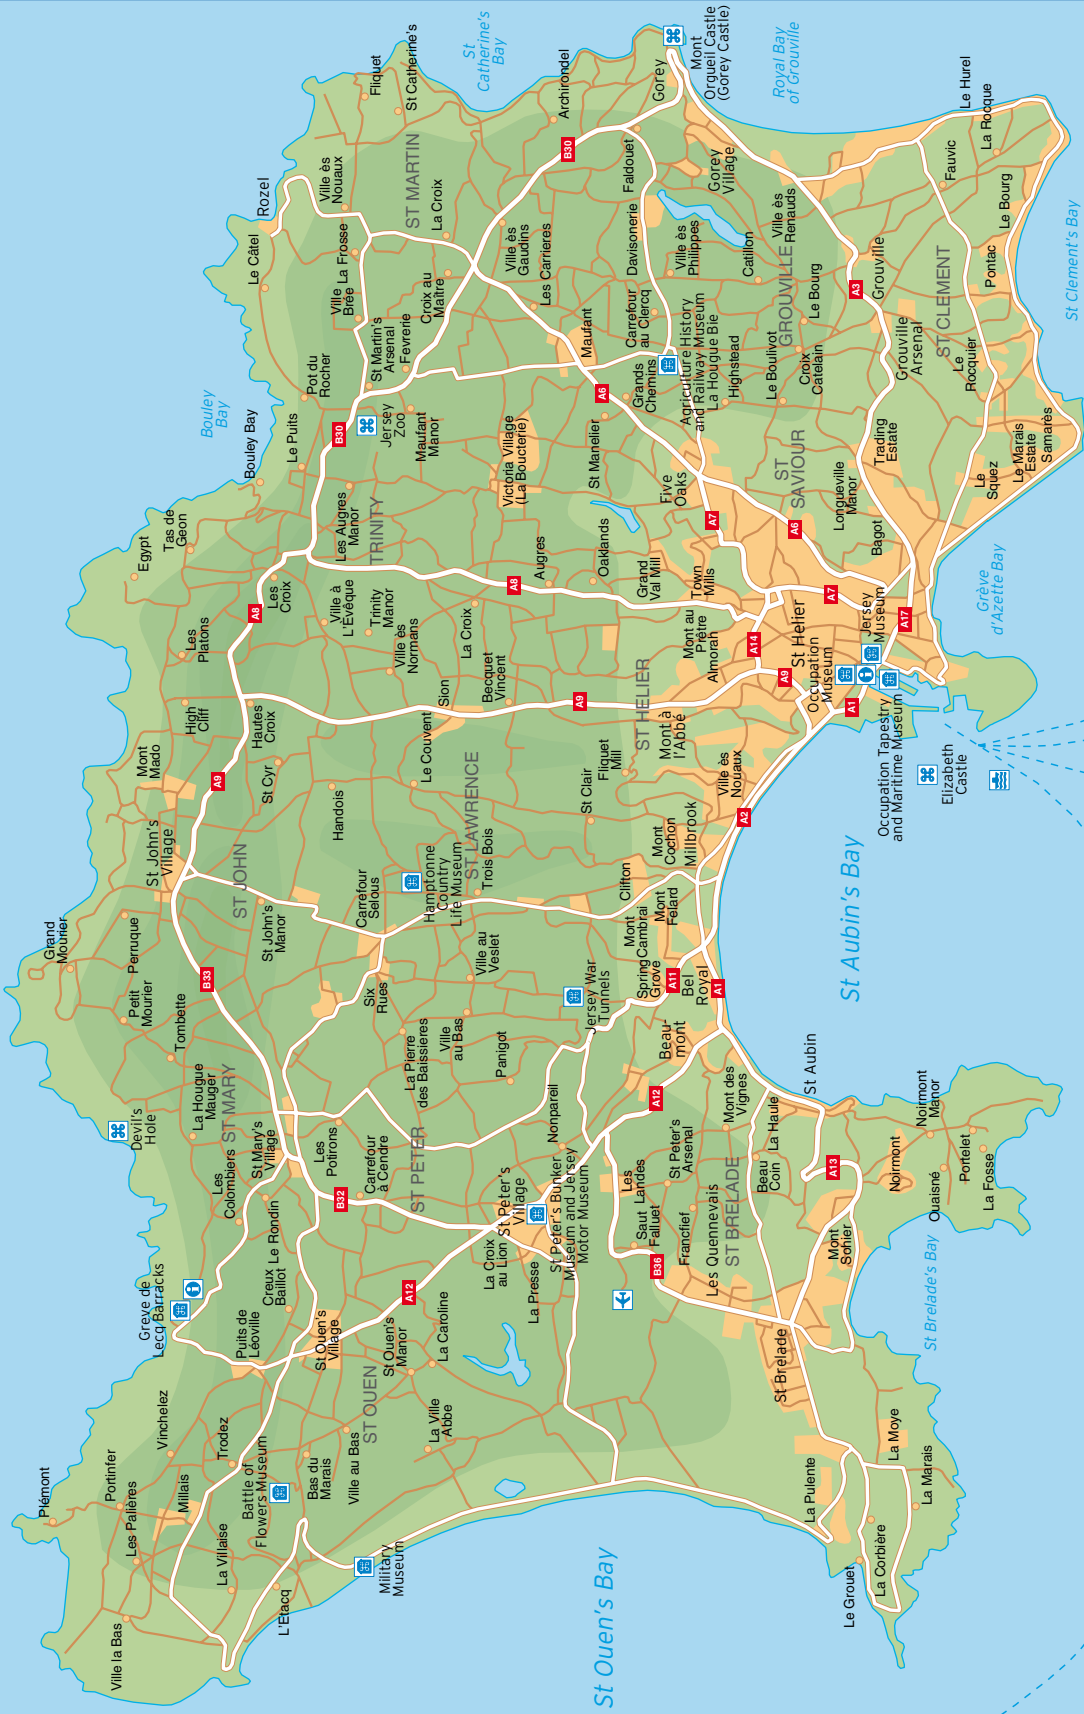 Plémont
Portinfer
Les Palières
Vinchelez
Millais
Trodez
La Villaise
Ville la Bas
L'Etacq
Battle of
Flowers Museum
Bas du
Marais
Ville au Bas
Military
Museum
Greve de
Lecq Barracks
Puits de
Léoville
Creux
Baillot
Le Rondin
Les
Colombiers
St Ouen's
Village
St Ouen's
Manor
La Caroline
ST OUEN
La Ville
Abbe
Devil's
Hole
La Hougue
Mauger
ST MARY
St Mary's
Village
Les
Potirons
Carrefour
à Cendre
B32
A12
ST PETER
Grand
Mourier
Petit
Mourier
Perruque
Tombette
B33
St John's
Village
ST JOHN
St John's
Manor
Six
Rues
Carrefour
Selous
La Pierre
des Baissieres
Ville
au Bas
Ville au
Veslet
Panigot
Hamptonne
Country
Life Museum
ST LAWRENCE
Trois Bois
Handois
Le Couvent
St Cyr
Mont
Mado
A9
High
Cliff
Hautes
Croix
Les
Platons
A8
Les
Croix
Egypt
Tas de
Geon
Ville à
L'Évêque
Trinity
Manor
Ville ès
Normans
Sion
La Croix
Becquet
Vincent
Les Augres
Manor
TRINITY
Augres
A8
Oaklands
Bouley
Bay
Bouley Bay
Le Puits
B30
Pot du
Rocher
Jersey
Zoo
Maufant
Manor
St Martin's
Arsenal
Fevrerie
Victoria Village
(La Boucterie)
St Manelier
Rozel
Le Câtel
Ville ès
Nouaux
La Frosse
Ville
Brée
Croix au
Maître
La Croix
ST MARTIN
Fliquet
St Catherine's
St
Catherine's
Bay
Archirondel
B30
Ville ès
Gaudins
Les Carrieres
Maufant
A6
Faldouet
Davisonerie
Carrefour
au Clercq
Grands
Chemins
Gorey
Mont
Orgueil Castle
(Gorey Castle)
Royal Bay
of Grouville
Gorey
Village
Ville ès
Philippes
Catillon
Ville ès
Renauds
Agriculture History
and Railway Museum
La Hougue Bie
Highstead
GROUVILLE
Le Bourg
Le Boulivot
Croix
Catelain
A3
Grouville
Grouville
Arsenal
Le Hurel
La Rocque
Fauvic
Le Bourg
Pontac
ST CLEMENT
Le
Rocquier
St Clement's Bay
Samarès
Le Marais
Estate
Le
Squez
Trading
Estate
Longueville
Manor
Bagot
ST
SAVIOUR
Five
Oaks
A7
A6
A7
A17
Grève
d'Azette Bay
Grand
Val Mill
Town
Mills
Mont au
Prêtre
Almorah
A14
A9
St Helier
Jersey
Museum
Occupation
Museum
A1
Occupation Tapestry
and Maritime Museum
Elizabeth
Castle
A9
ST HELIER
Mont à
l'Abbé
Fliquet
Mill
St Clair
Ville ès
Nouaux
A2
Mont
Cochon
Millbrook
Clifton
Mont
Felard
Mont
Cambrai
Spring
Grove
A11
Bel
Royal
A1
Jersey War
Tunnels
St Aubin's Bay
Beau-
mont
A12
Nonpareil
St Peter's
Village
St Peter's Bunker
Museum and Jersey
Motor Museum
La Croix
au Lion
La Presse
Les
Landes
St Peter's
Arsenal
Saut
Falluet
Francfief
B36
Les Quennevais
ST BRELADE
Mont des
Vignes
La Haule
Beau
Coin
St Aubin
A13
Mont
Sohier
Noirmont
Noirmont
Manor
Ouaisné
Portelet
La Fosse
St Brelade's Bay
St Brelade
La Pulente
La Moye
La Marais
La Corbière
Le Grouet
St Ouen's Bay